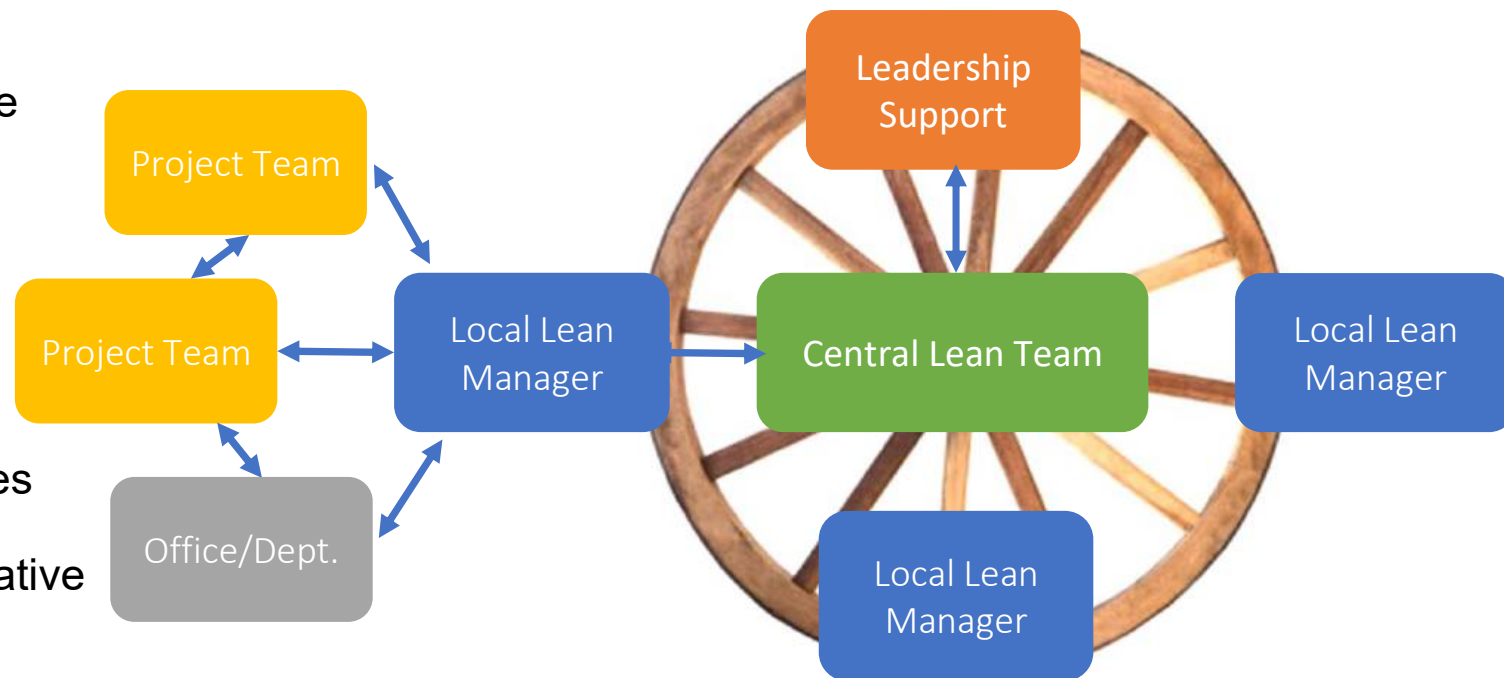 e
es
ative
Project Team
Project Team
Office/Dept.
Local Lean
Manager
Leadership
Support
Central Lean Team
Local Lean
Manager
Local Lean
Manager